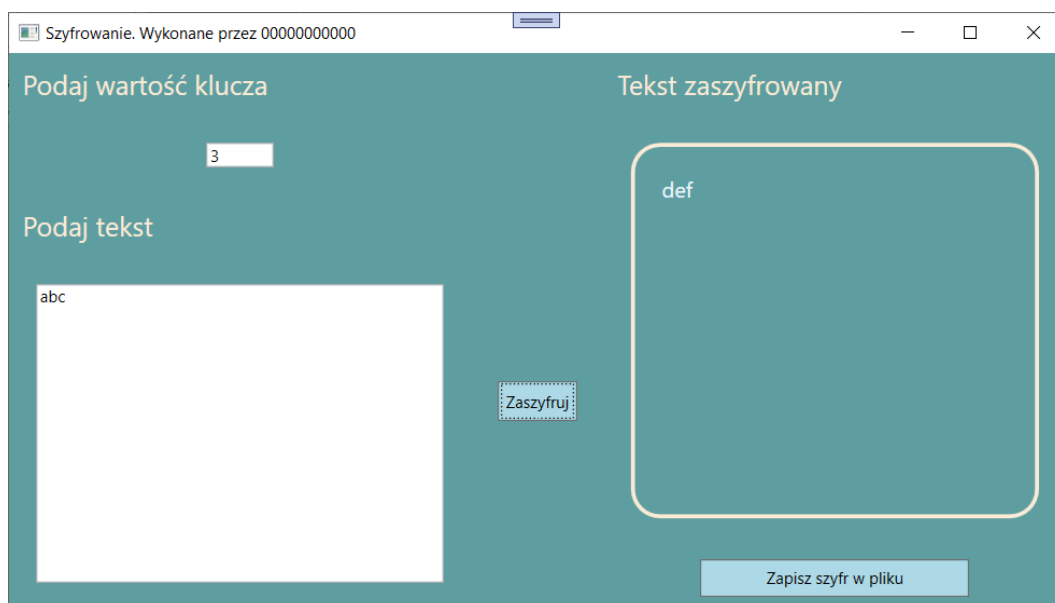 Szyfrowanie. Wykonane przez 00000000000
Podaj wartość klucza
3
Podaj tekst
abc
Zaszyfruj
Tekst zaszyfrowany
def
Zapisz szyfr w pliku